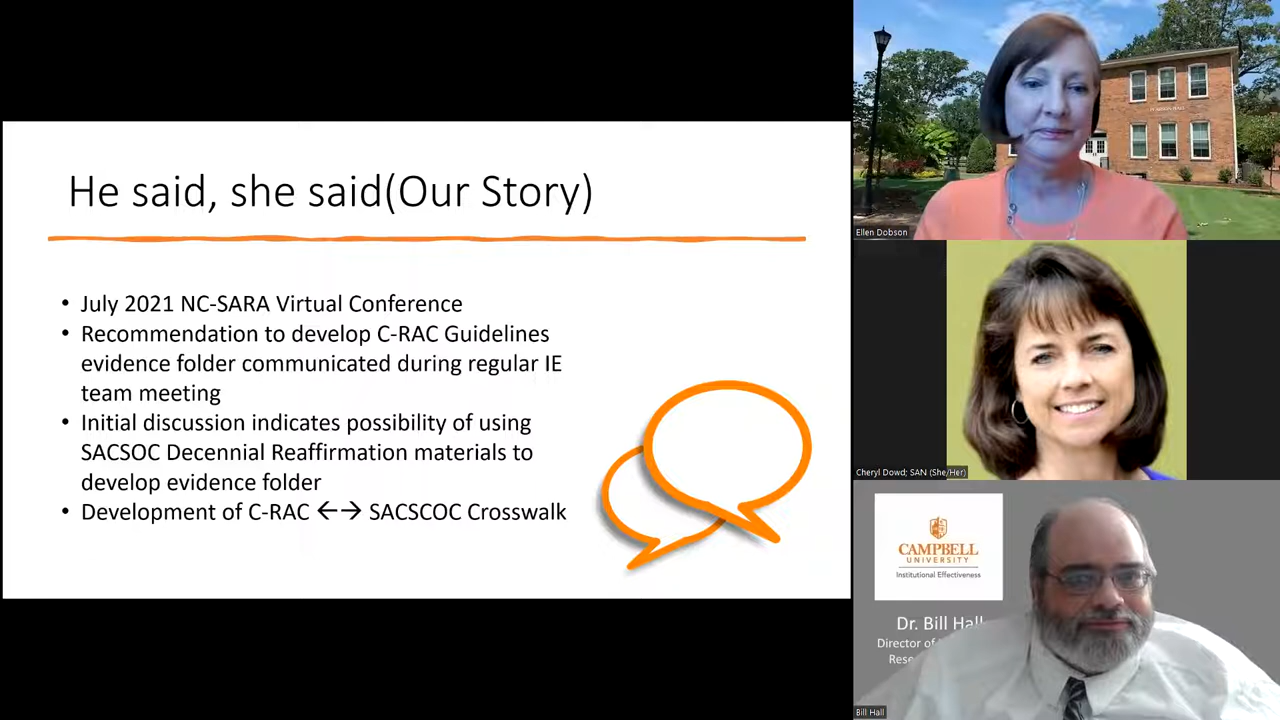 He said, she said(Our Story)
• July 2021 NC-SARA Virtual Conference
• Recommendation to develop C-RAC Guidelines
evidence folder communicated during regular IE
team meeting
• Initial discussion indicates possibility of using
SACSOC Decennial Reaffirmation materials to
develop evidence folder
• Development of C-RAC ←→ SACSCOC Crosswalk
Ellen Dobson
Cheryl Dowd; SAN (She/Her)
CAMPBELL
UNIVERSITY
Institutional Effectiveness
Dr. Bill Hall
Director of
Bill Hall